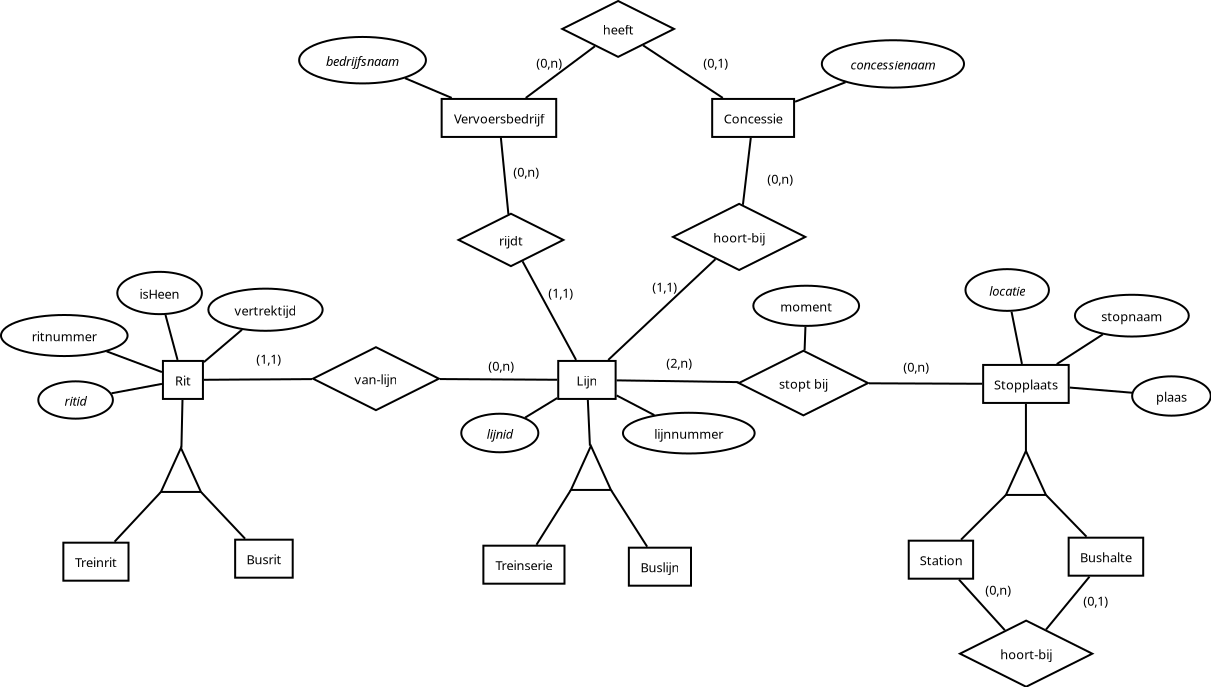 heeft
bedrijfsnaam
(0,n)
(0,1)
concessienaam
Vervoersbedrijf
Concessie
(0,n)
(0,n)
rijdt
hoort-bij
isHeen
vertrektijd
(1,1)
(1,1)
moment
locatie
stopnaam
ritnummer
(1,1)
(0,n)
(2,n)
(0,n)
Rit
van-lijn
Lijn
stopt bij
Stopplaats
ritid
plaas
lijnid
lijnnummer
Treinrit
Busrit
Treinserie
Buslijn
Station
Bushalte
(0,n)
(0,1)
hoort-bij